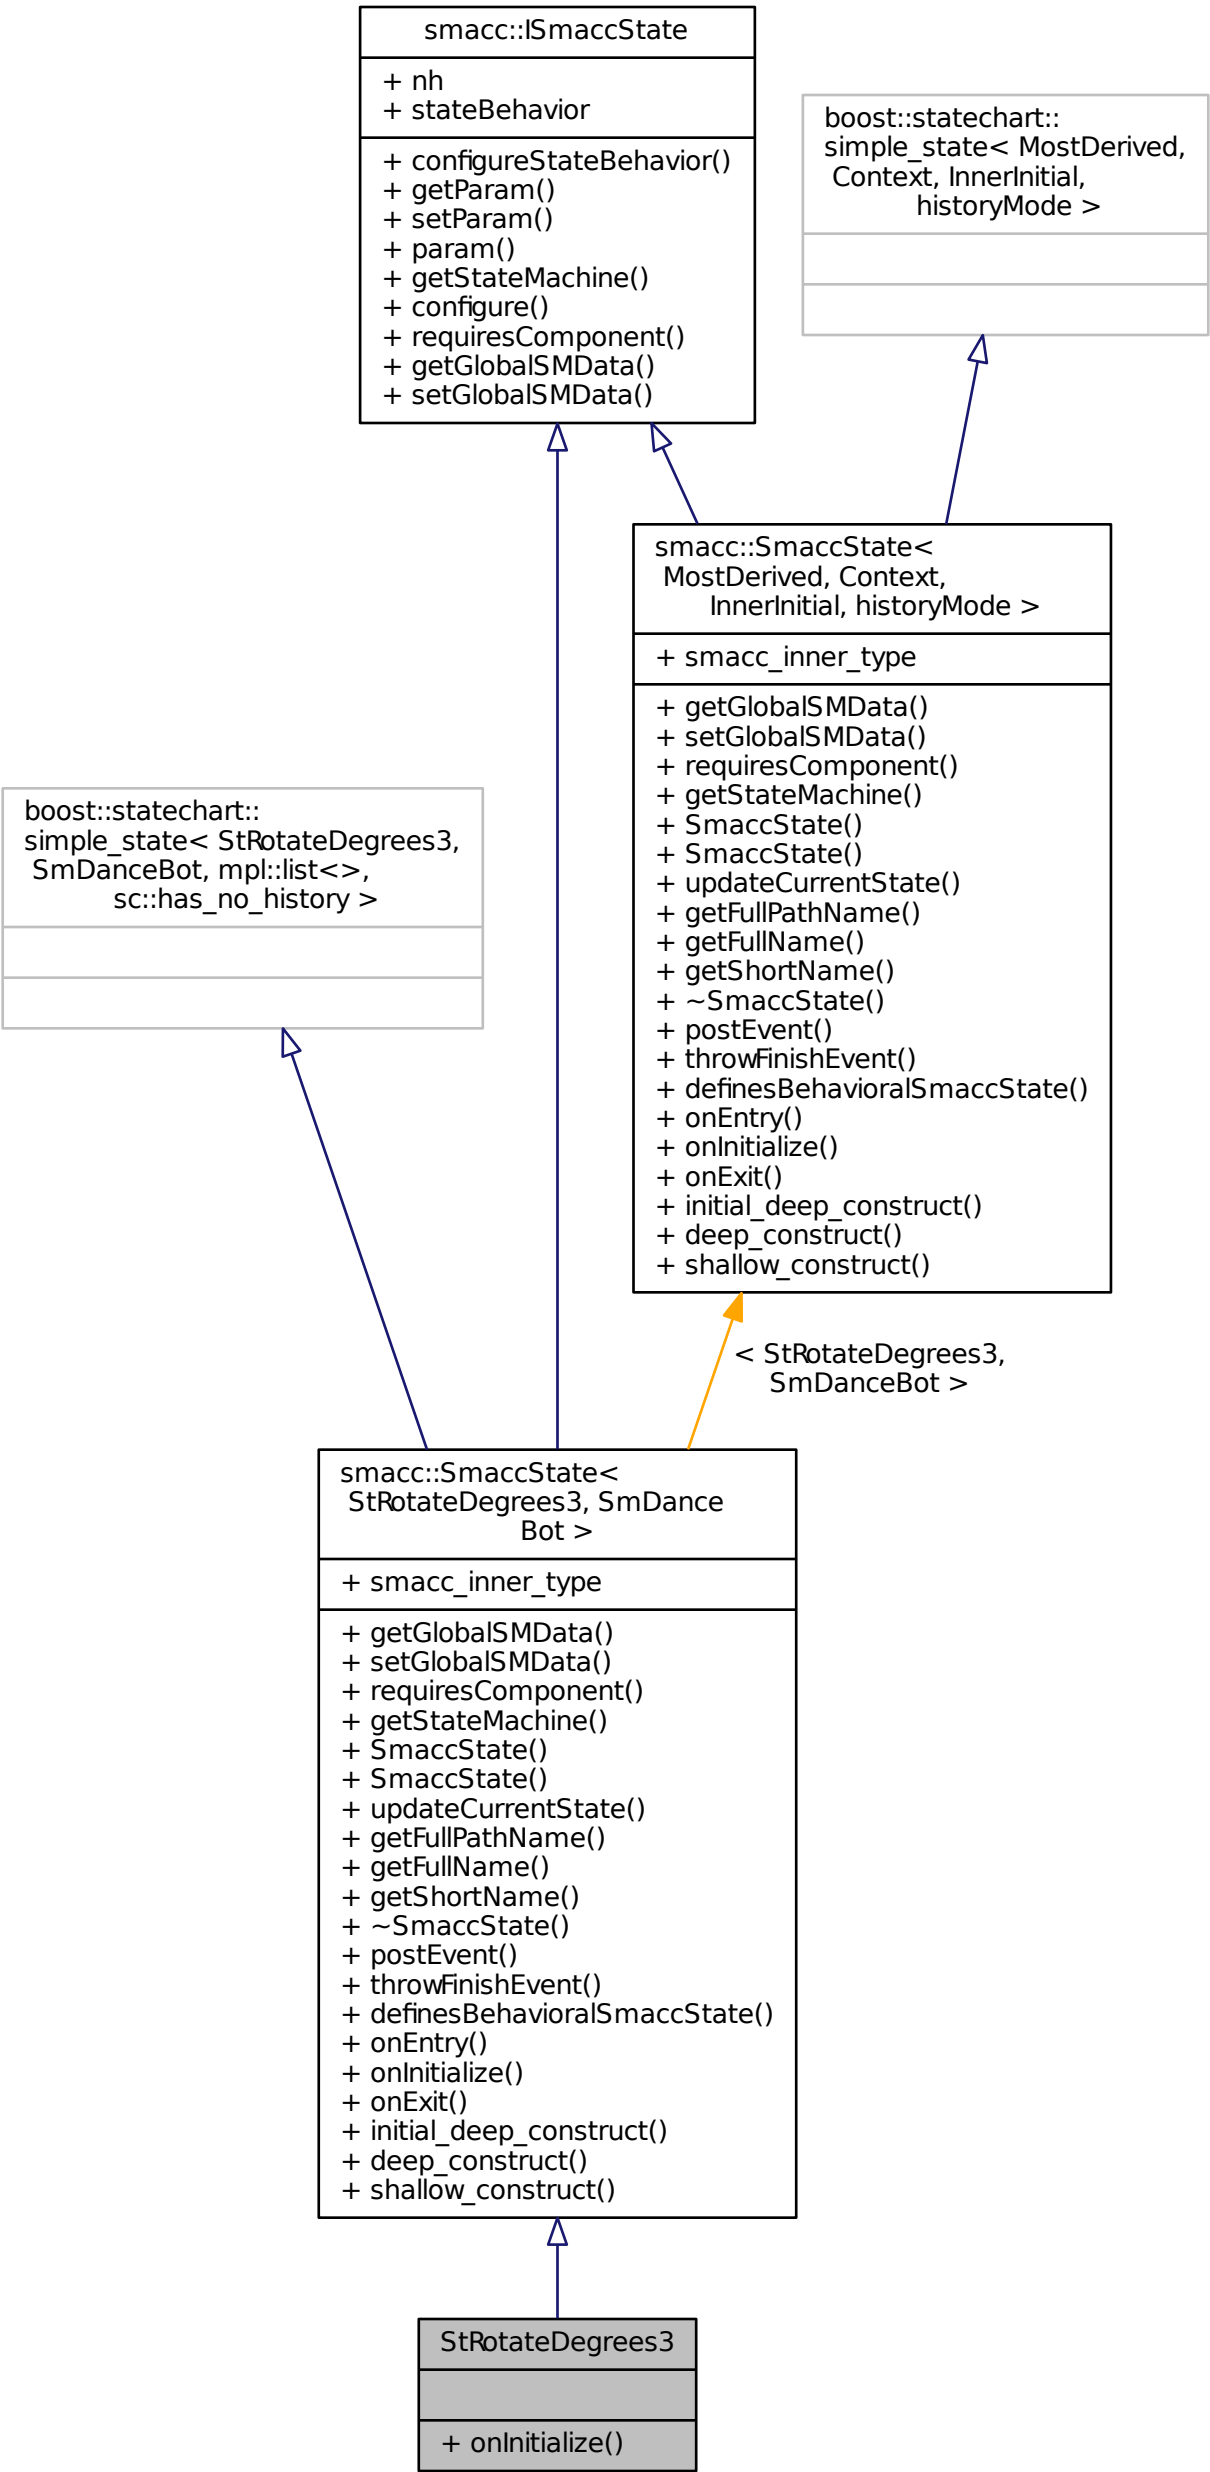 smacc::ISmaccState
+ nh
+ stateBehavior
+ configureStateBehavior()
+ getParam()
+ setParam()
+ param()
+ getStateMachine()
+ configure()
+ requiresComponent()
+ getGlobalSMData()
+ setGlobalSMData()
boost::statechart::
simple_state< MostDerived,
Context, InnerInitial,
historyMode >
smacc::SmaccState<
MostDerived, Context,
InnerInitial, historyMode >
+ smacc_inner_type
+ getGlobalSMData()
+ setGlobalSMData()
+ requiresComponent()
+ getStateMachine()
+ SmaccState()
+ SmaccState()
+ updateCurrentState()
+ getFullPathName()
+ getFullName()
+ getShortName()
+ ~SmaccState()
+ postEvent()
+ throwFinishEvent()
+ definesBehavioralSmaccState()
+ onEntry()
+ onInitialize()
+ onExit()
+ initial_deep_construct()
+ deep_construct()
+ shallow_construct()
boost::statechart::
simple_state< StRotateDegrees3,
SmDanceBot, mpl::list<>,
sc::has_no_history >
< StRotateDegrees3,
SmDanceBot >
smacc::SmaccState<
StRotateDegrees3, SmDance
Bot >
+ smacc_inner_type
+ getGlobalSMData()
+ setGlobalSMData()
+ requiresComponent()
+ getStateMachine()
+ SmaccState()
+ SmaccState()
+ updateCurrentState()
+ getFullPathName()
+ getFullName()
+ getShortName()
+ ~SmaccState()
+ postEvent()
+ throwFinishEvent()
+ definesBehavioralSmaccState()
+ onEntry()
+ onInitialize()
+ onExit()
+ initial_deep_construct()
+ deep_construct()
+ shallow_construct()
StRotateDegrees3
+ onInitialize()